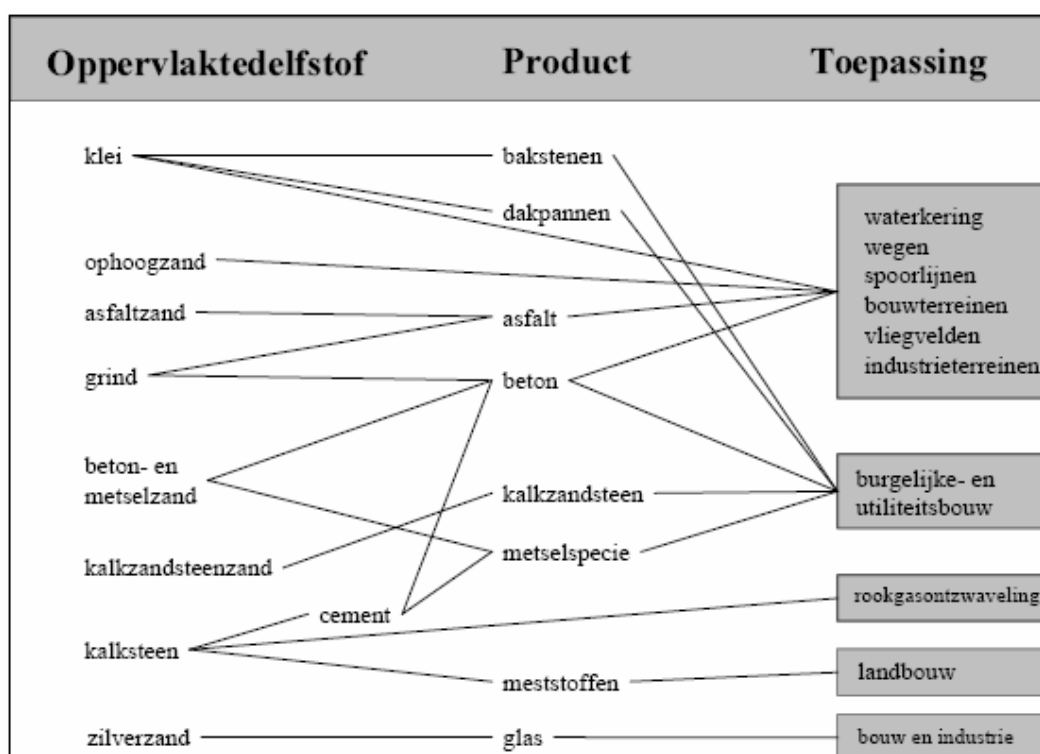 Oppervlaktedelfstof Product Toepassing
klei bakstenen
dakpannen
waterkering
wegen
ophoogzand spoorlijnen
bouwterreinen
asfaltzand asfalt
vliegvelden
industrieterreinen
grind beton
beton- en
metselzand
kalkzandsteen
burgelijke- en
utiliteitsbouw
metselspecie
kalkzandsteenzand
rookgasontzwaveling
cement
kalksteen
meststoffen landbouw
zilverzand glas bouw en industrie